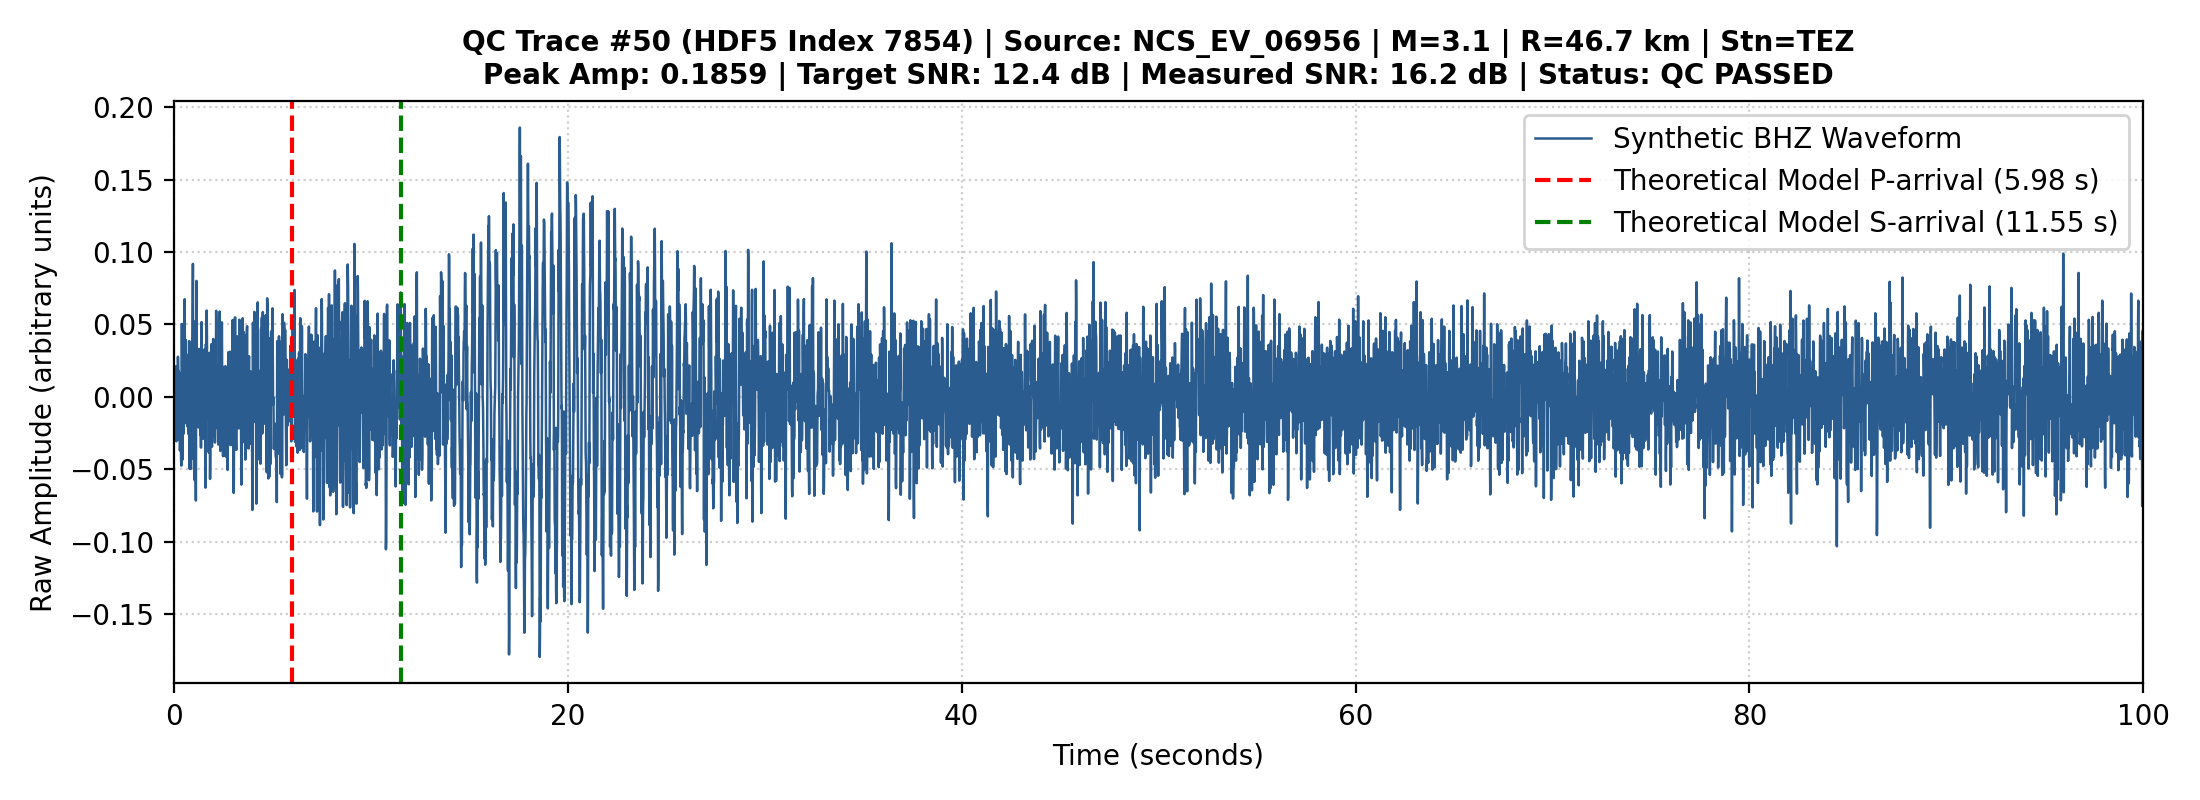 QC Trace #50 (HDF5 Index 7854) | Source: NCS_EV_06956 | M=3.1 | R=46.7 km | Stn=TEZ
Peak Amp: 0.1859 | Target SNR: 12.4 dB | Measured SNR: 16.2 dB | Status: QC PASSED
Raw Amplitude (arbitrary units)
0.20
0.15
0.10
0.05
0.00
−0.05
−0.10
−0.15
Synthetic BHZ Waveform
Theoretical Model P-arrival (5.98 s)
Theoretical Model S-arrival (11.55 s)
0 20 40 60 80 100
Time (seconds)